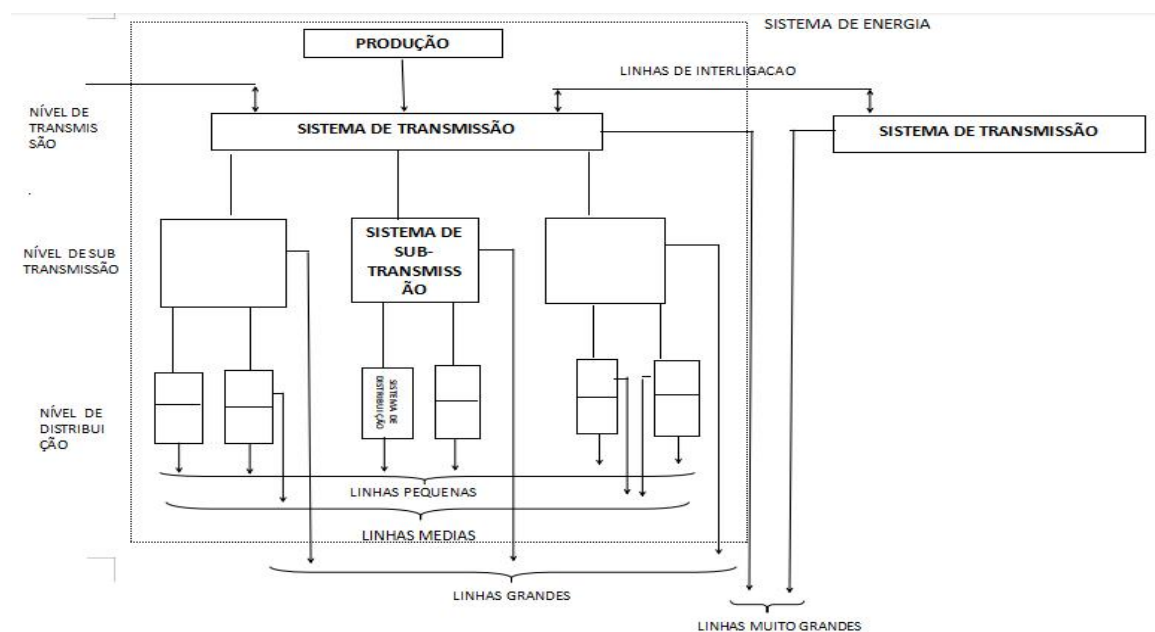 SISTEMA DE ENERGIA
PRODUÇÃO
LINHAS DE INTERLIGACAO
NÍVEL DE
TRANSMIS
SÃO
SISTEMA DE TRANSMISSÃO
SISTEMA DE TRANSMISSÃO
.
NÍVEL DE SUB
TRANSMISSÃO
SISTEMA DE
SUB-
TRANSMISS
ÃO
NÍVEL DE
DISTRIBUI
ÇÃO
SISTEMA DE
DISTRIBUIÇÃO
LINHAS PEQUENAS
LINHAS MEDIAS
LINHAS GRANDES
LINHAS MUITO GRANDES